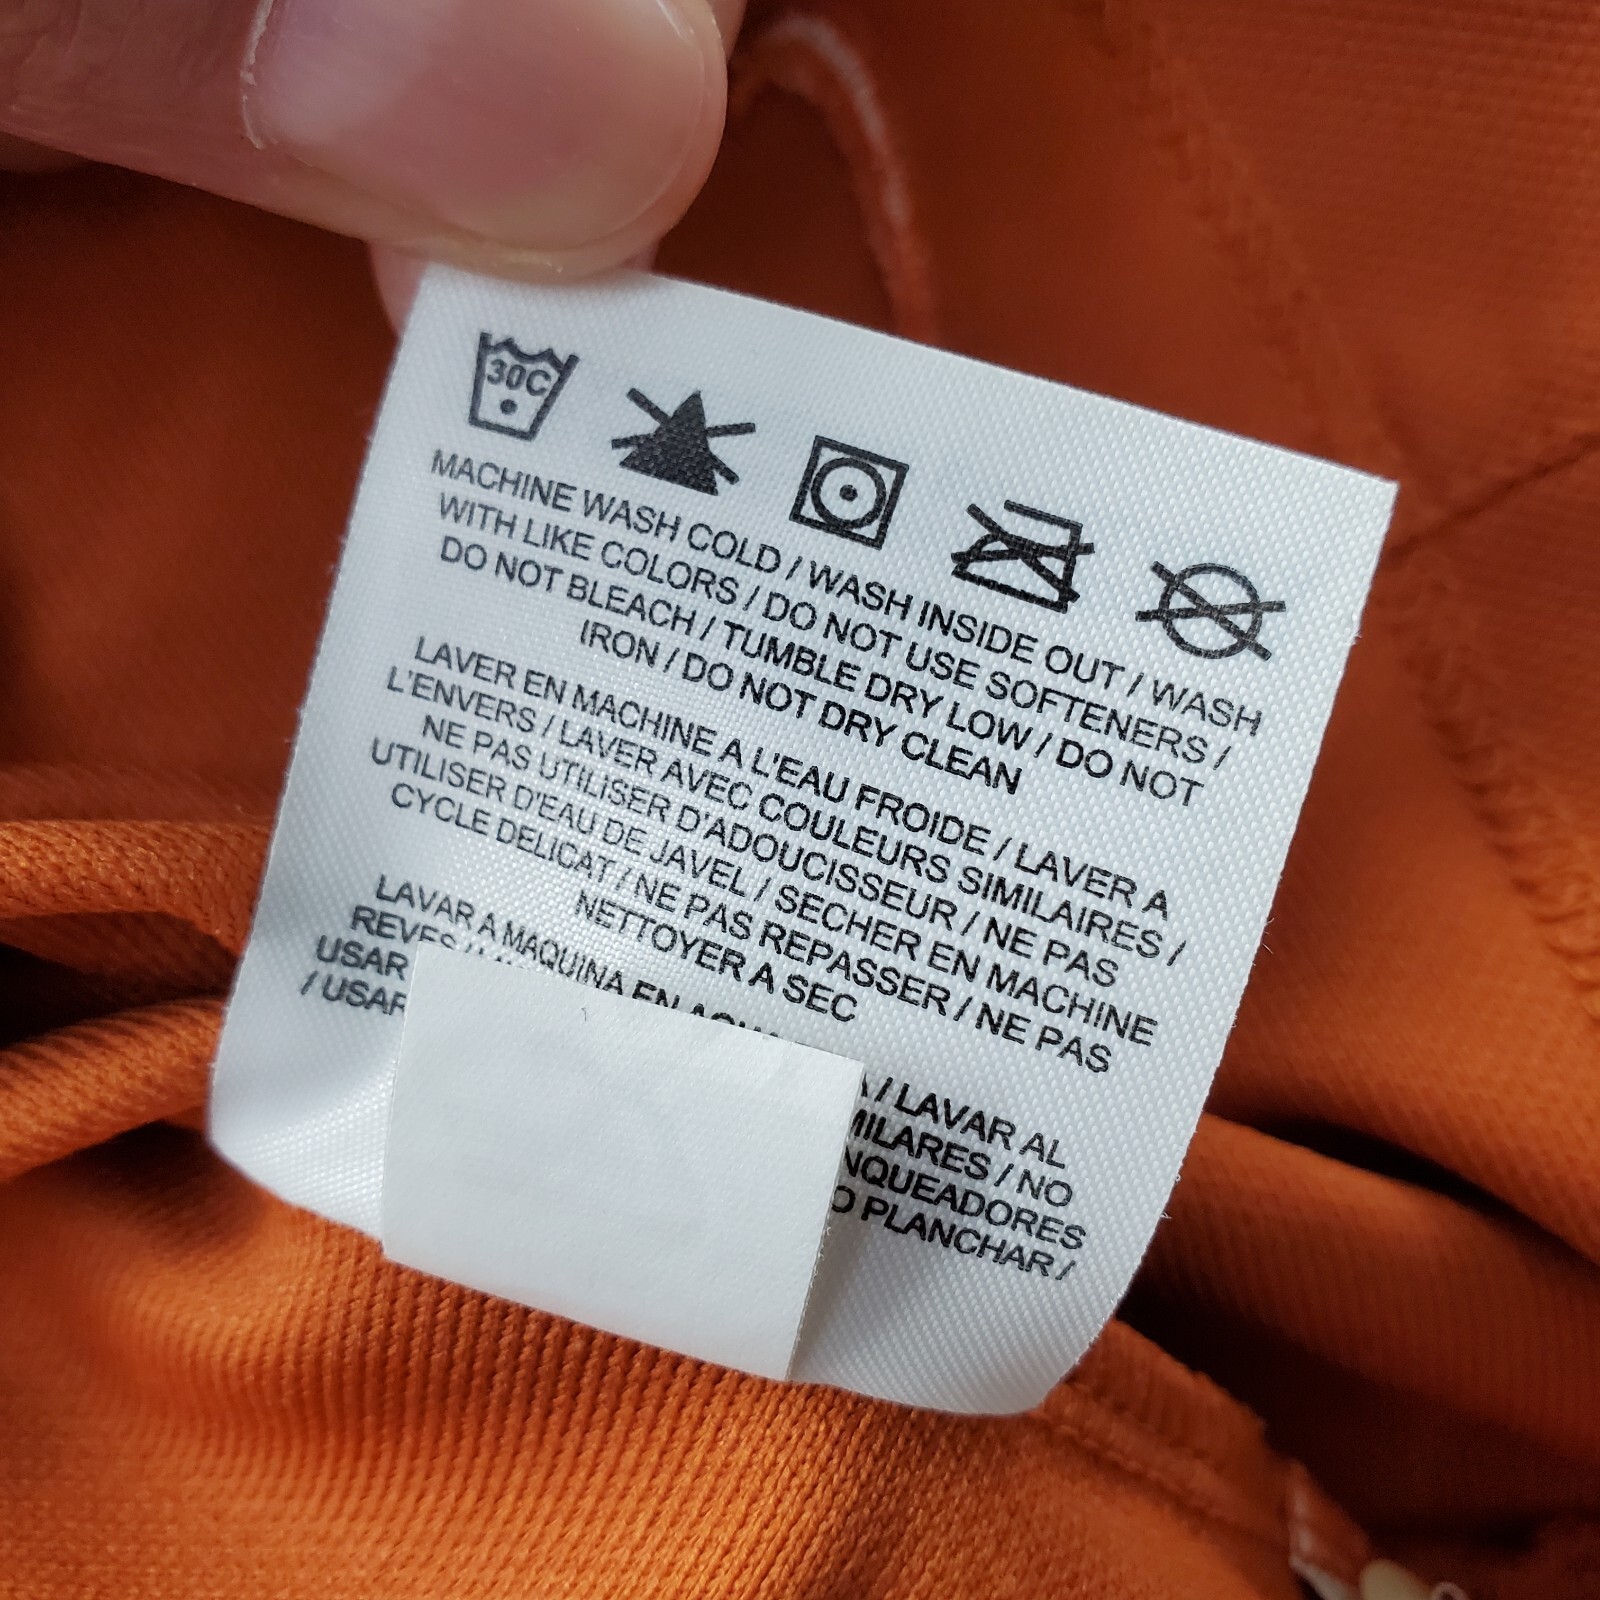 30C
MACHINE WASH COLD / WASH INSIDE OUT / WASH
WITH LIKE COLORS / DO NOT USE SOFTENERS /
DO NOT BLEACH / TUMBLE DRY LOW / DO NOT
IRON / DO NOT DRY CLEAN
LAVER EN MACHINE A L'EAU FROIDE / LAVER A
L'ENVERS / LAVER AVEC COULEURS SIMILAIRES /
NE PAS UTILISER D'ADOUCISSEUR / NE PAS
UTILISER D'EAU DE JAVEL / SECHER EN MACHINE
CYCLE DELICAT / NE PAS REPASSER / NE PAS
NETTOYER A SEC
LAVAR A MAQUINA EN / LAVAR AL
REVES / NO
USAR
/ USAR PLANCHAR /